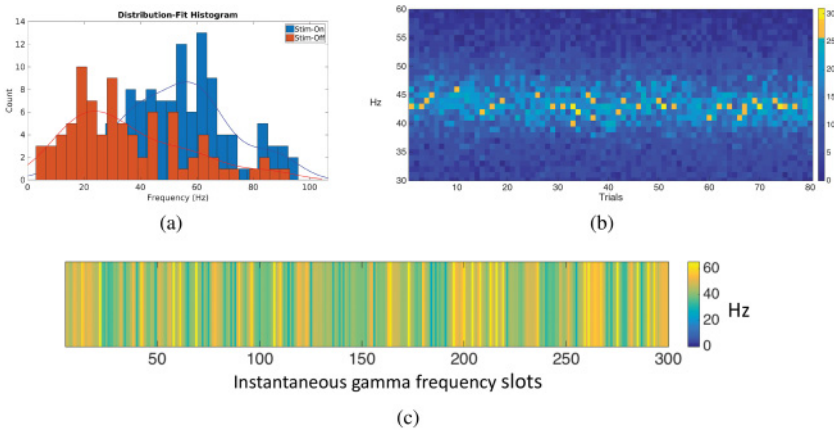 Distribution-Fit Histogram
Stim-On
Stim-Off
14
12
10
8
6
4
2
0
Count
0 20 40 60 80 100
Frequency (Hz)
(a)
60
55
50
45
40
35
30
Hz
10 20 30 40 50 60 70 80
Trials
30
25
20
15
10
5
0
(b)
50 100 150 200 250 300
Instantaneous gamma frequency slots
60
40
20
0
Hz
(c)